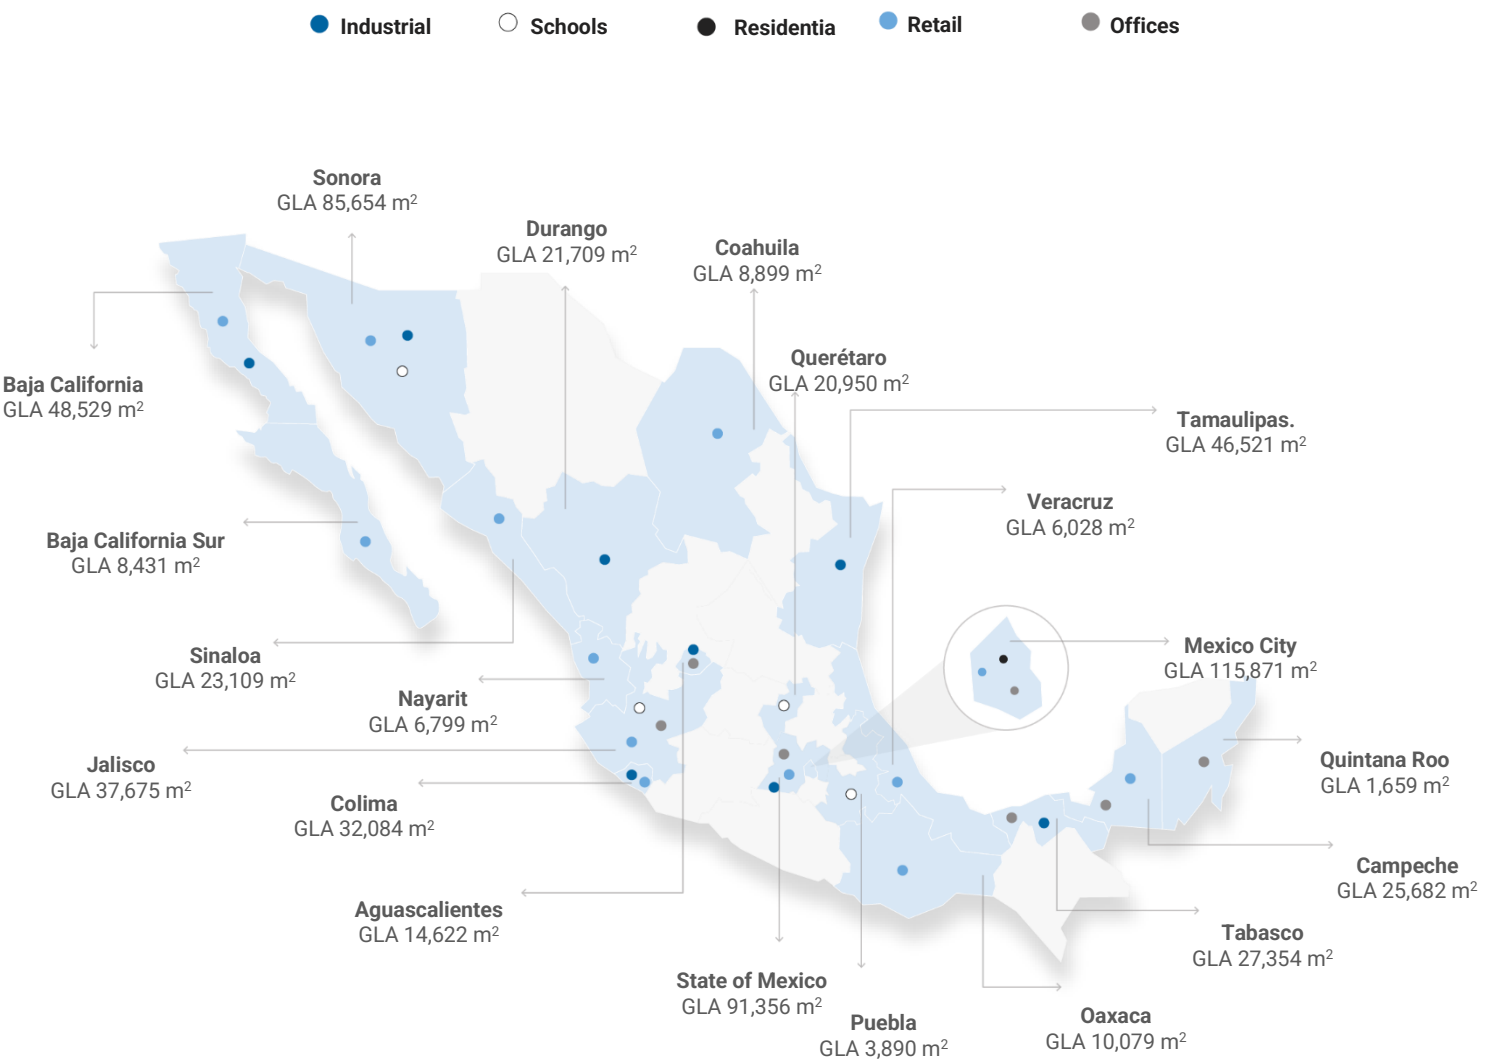 Industrial
Schools
Residentia
Retail
Offices
Sonora
GLA 85,654 m²
Durango
GLA 21,709 m²
Coahuila
GLA 8,899 m²
Querétaro
GLA 20,950 m²
Baja California
GLA 48,529 m²
Tamaulipas.
GLA 46,521 m²
Veracruz
GLA 6,028 m²
Baja California Sur
GLA 8,431 m²
Sinaloa
GLA 23,109 m²
Mexico City
GLA 115,871 m²
Nayarit
GLA 6,799 m²
Jalisco
GLA 37,675 m²
Quintana Roo
GLA 1,659 m²
Colima
GLA 32,084 m²
Campeche
GLA 25,682 m²
Aguascalientes
GLA 14,622 m²
Tabasco
GLA 27,354 m²
State of Mexico
GLA 91,356 m²
Puebla
GLA 3,890 m²
Oaxaca
GLA 10,079 m²